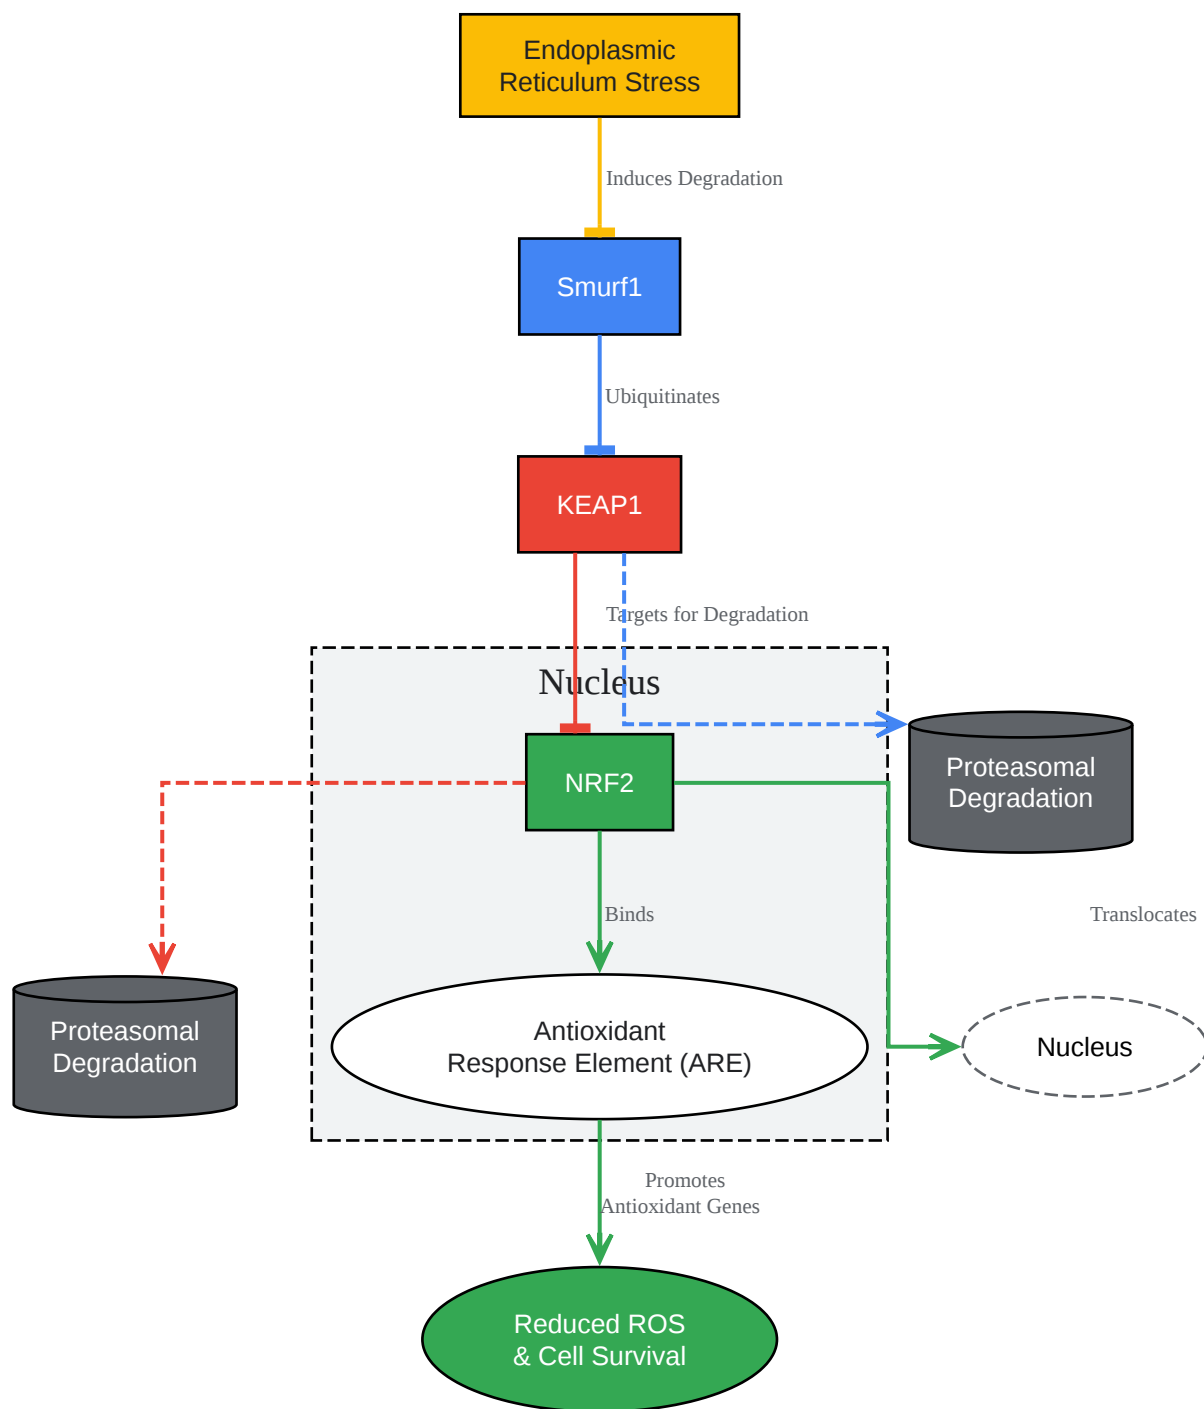 Endoplasmic
Reticulum Stress
Induces Degradation
Smurf1
Ubiquitinates
KEAP1
Targets for Degradation
Nucleus
NRF2
Proteasomal
Degradation
Binds
Translocates
Proteasomal
Degradation
Antioxidant
Response Element (ARE)
Nucleus
Promotes
Antioxidant Genes
Reduced ROS
& Cell Survival